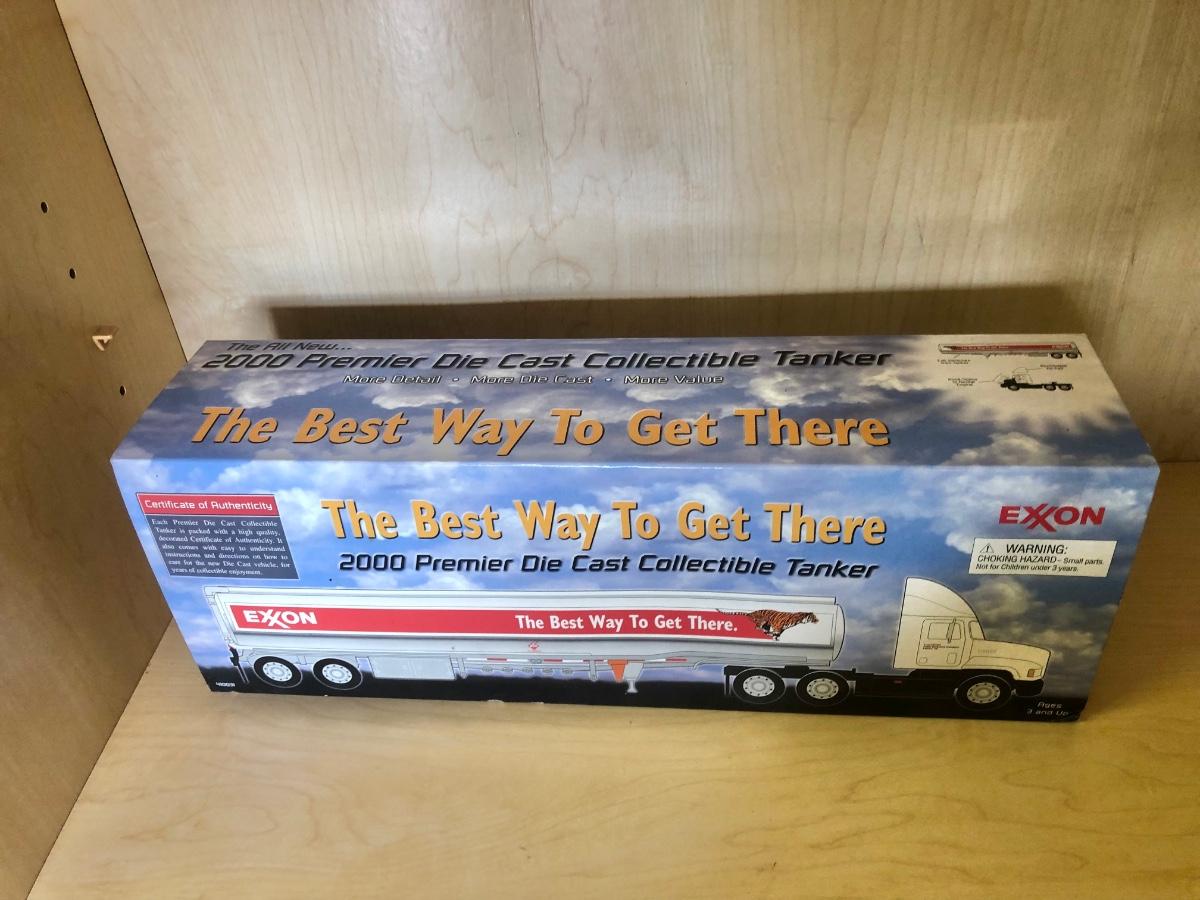 The All New...
2000 Premier Die Cast Collectible Tanker
More Detail • More Die Cast • More Value
The Best Way To Get There
Certificate of Authenticity
Each Premier Die Cast Collectible
Tanker is packed with a high quality,
decorated Certificate of Authenticity. It
also comes with easy to understand
instructions and directions on how to
care for the new Die Cast vehicle, for
years of collectible enjoyment.
The Best Way To Get There
2000 Premier Die Cast Collectible Tanker
EXXON
WARNING:
CHOKING HAZARD - Small parts.
Not for Children under 3 years.
EXXON
The Best Way To Get There.
Ages
3 and Up